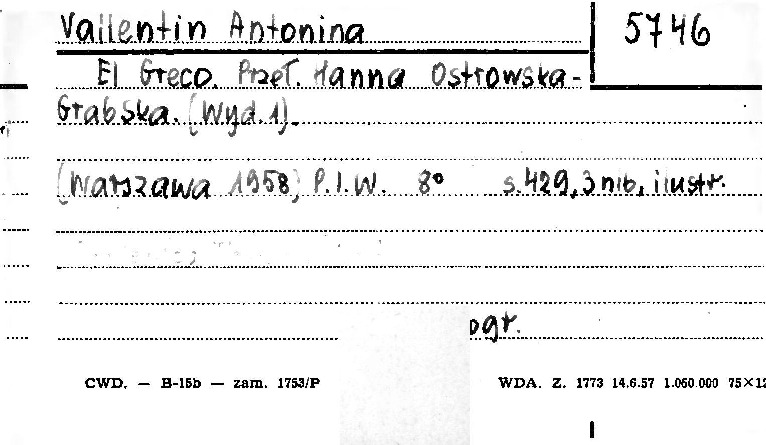 Vallentin Antonina
5746
El Greco. Przeł. Hanna Ostrowska-
Grabska. (Wyd. 1).
(Warszawa 1958) P.I.W. 8° s. 429, 3 nlb, ilustr.
ogr.
CWD. — B-15b — zam. 1753/P
WDA. Z. 1773 14.6.57 1.060.000 75×12